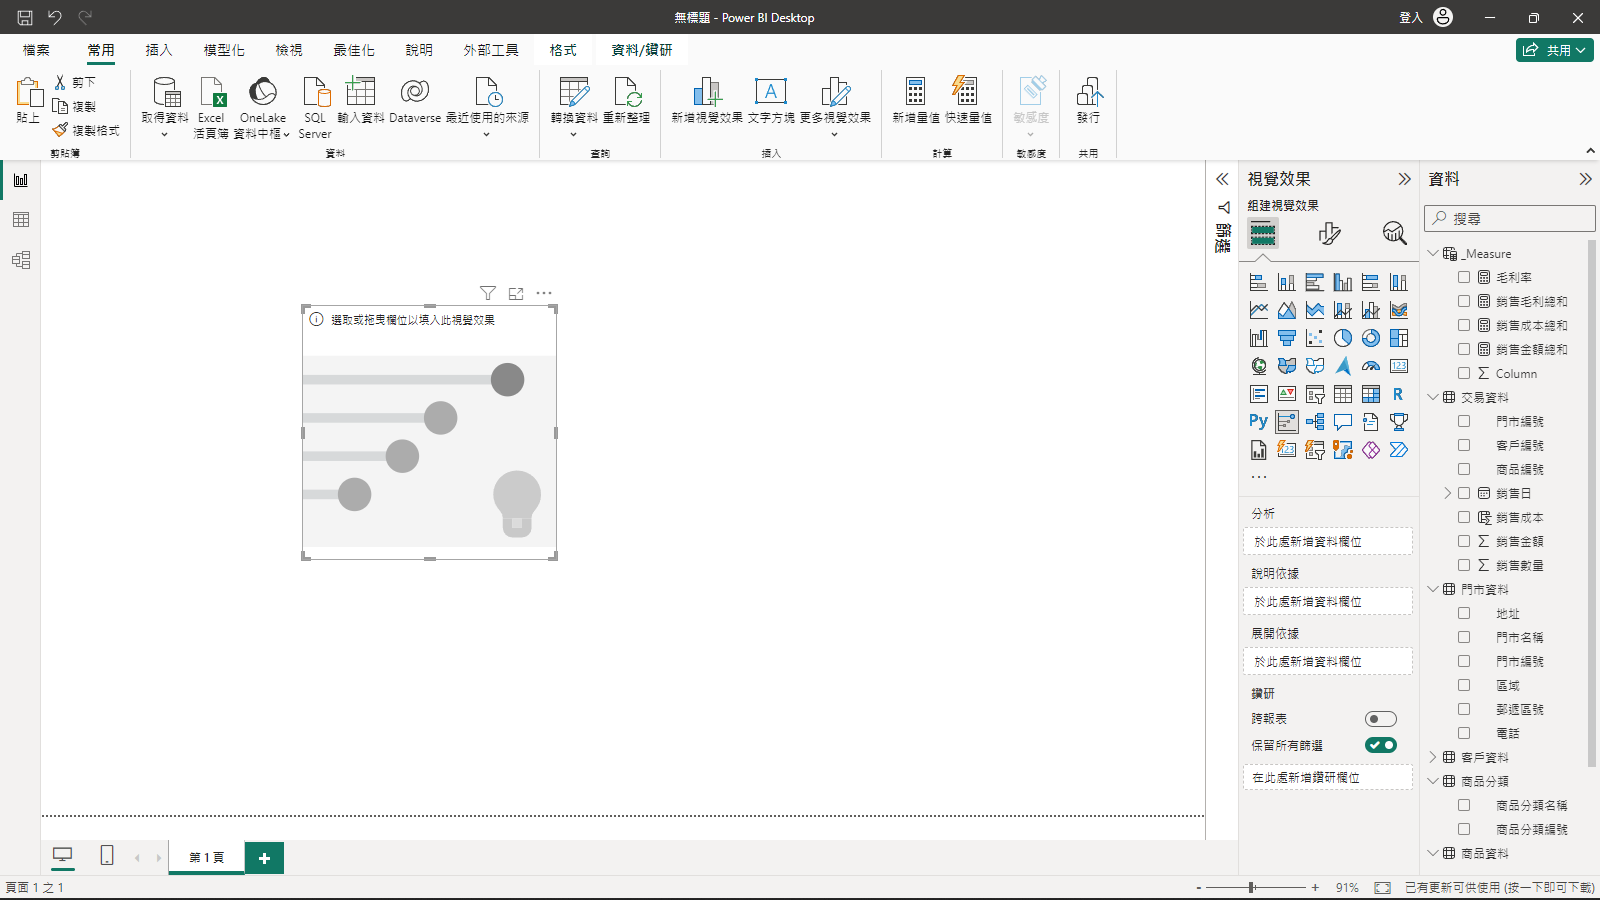 無標題 - Power BI Desktop
登入
檔案 常用 插入 模型化 檢視 最佳化 說明 外部工具 格式 資料/鑽研
共用
貼上
剪下
複製
複製格式
剪貼簿
取得資料
Excel
活頁簿
OneLake
資料中樞
SQL
Server
輸入資料
Dataverse
最近使用的來源
資料
轉換資料
重新整理
查詢
新增視覺效果
文字方塊
更多視覺效果
插入
新增量值
快速量值
計算
敏感度
敏感度
發行
共用
選取或拖曳欄位以填入此視覺效果
篩選
視覺效果
組建視覺效果
123
R
Py
123
...
分析
於此處新增資料欄位
說明依據
於此處新增資料欄位
展開依據
於此處新增資料欄位
鑽研
跨報表
保留所有篩選
在此處新增鑽研欄位
資料
搜尋
_Measure
毛利率
銷售毛利總和
銷售成本總和
銷售金額總和
Column
交易資料
門市編號
客戶編號
商品編號
銷售日
銷售成本
銷售金額
銷售數量
門市資料
地址
門市名稱
門市編號
區域
郵遞區號
電話
客戶資料
商品分類
商品分類名稱
商品分類編號
商品資料
第 1 頁
頁面 1 之 1
- + 91%
已有更新可供使用 (按一下即可下載)